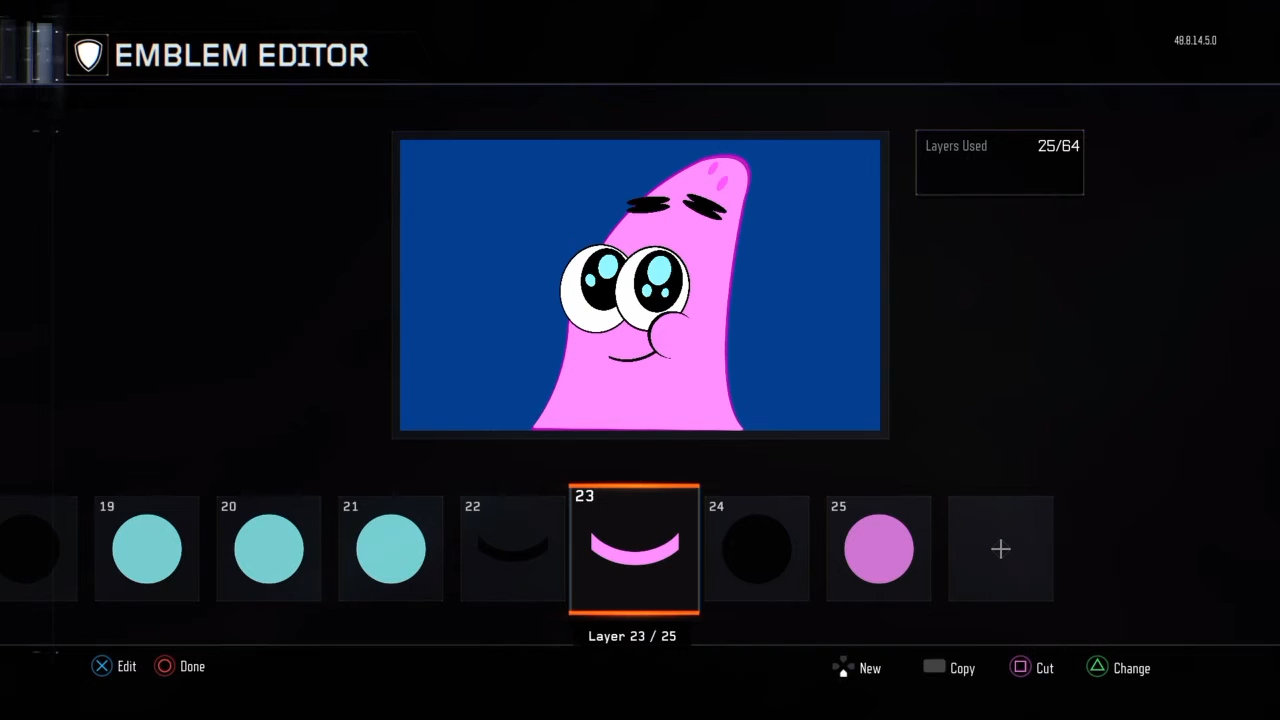 EMBLEM EDITOR
48.8.14.5.0
Layers Used 25/64
19 20 21 22 23 24 25
Layer 23 / 25
Edit Done New Copy Cut Change